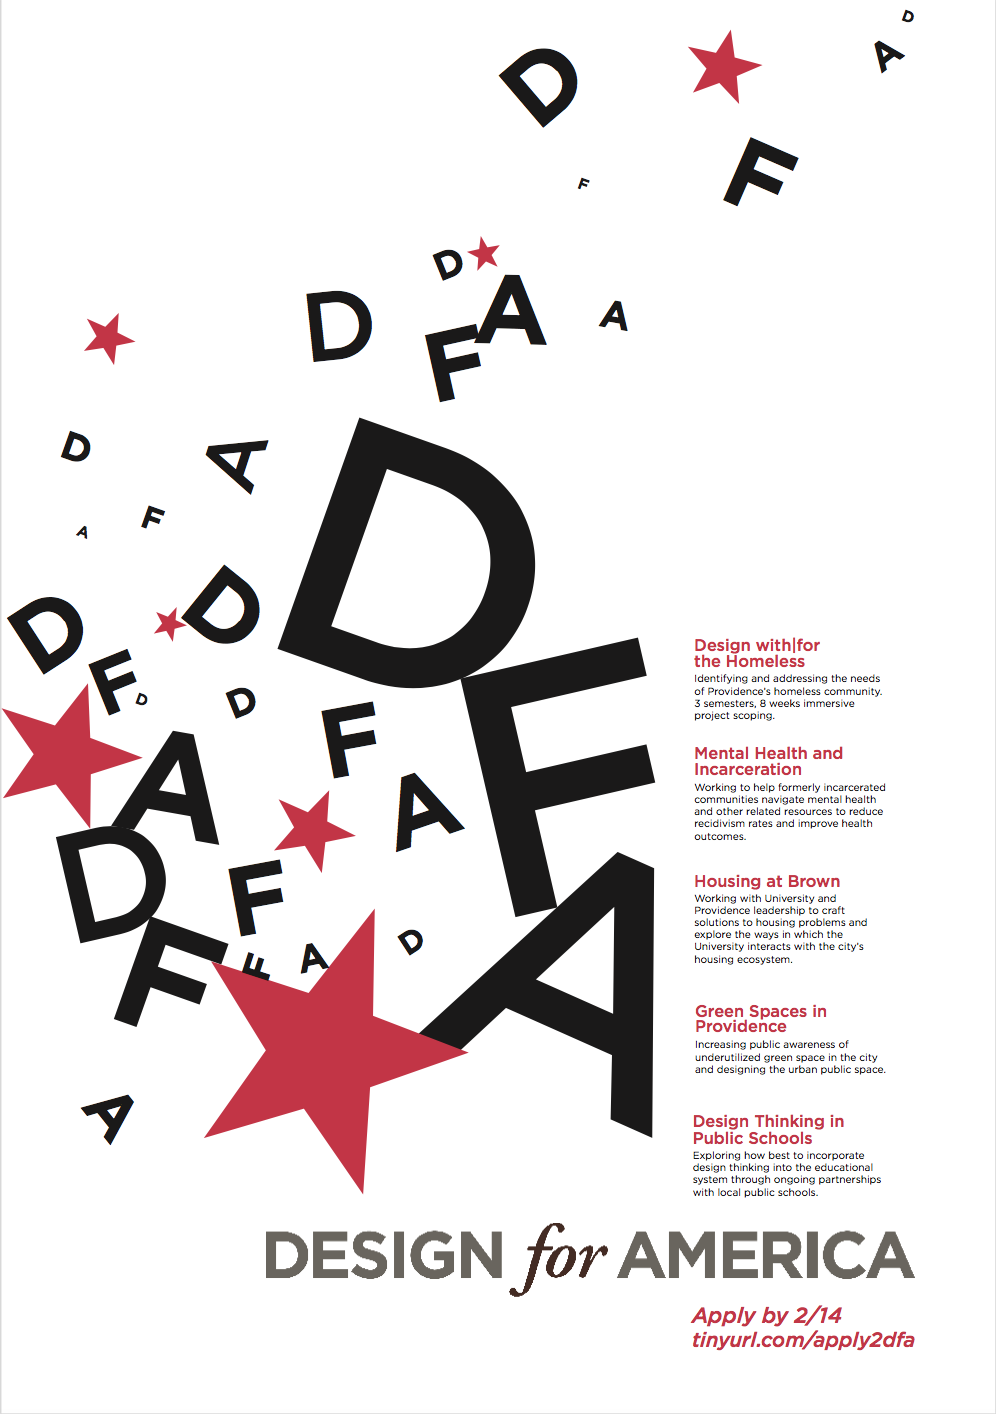 D
A
D
F
F
D
D
A
A
F
D
A
D
F
A
D
D
F
D
D
F
F
A
A
D
F
F
A
D
F
A
A
Design with|for
the Homeless
Identifying and addressing the needs
of Providence's homeless community.
3 semesters, 8 weeks immersive
project scoping.
Mental Health and
Incarceration
Working to help formerly incarcerated
communities navigate mental health
and other related resources to reduce
recidivism rates and improve health
outcomes.
Housing at Brown
Working with University and
Providence leadership to craft
solutions to housing problems and
explore the ways in which the
University interacts with the city's
housing ecosystem.
Green Spaces in
Providence
Increasing public awareness of
underutilized green space in the city
and designing the urban public space.
Design Thinking in
Public Schools
Exploring how best to incorporate
design thinking into the educational
system through ongoing partnerships
with local public schools.
DESIGN for AMERICA
Apply by 2/14
tinyurl.com/apply2dfa